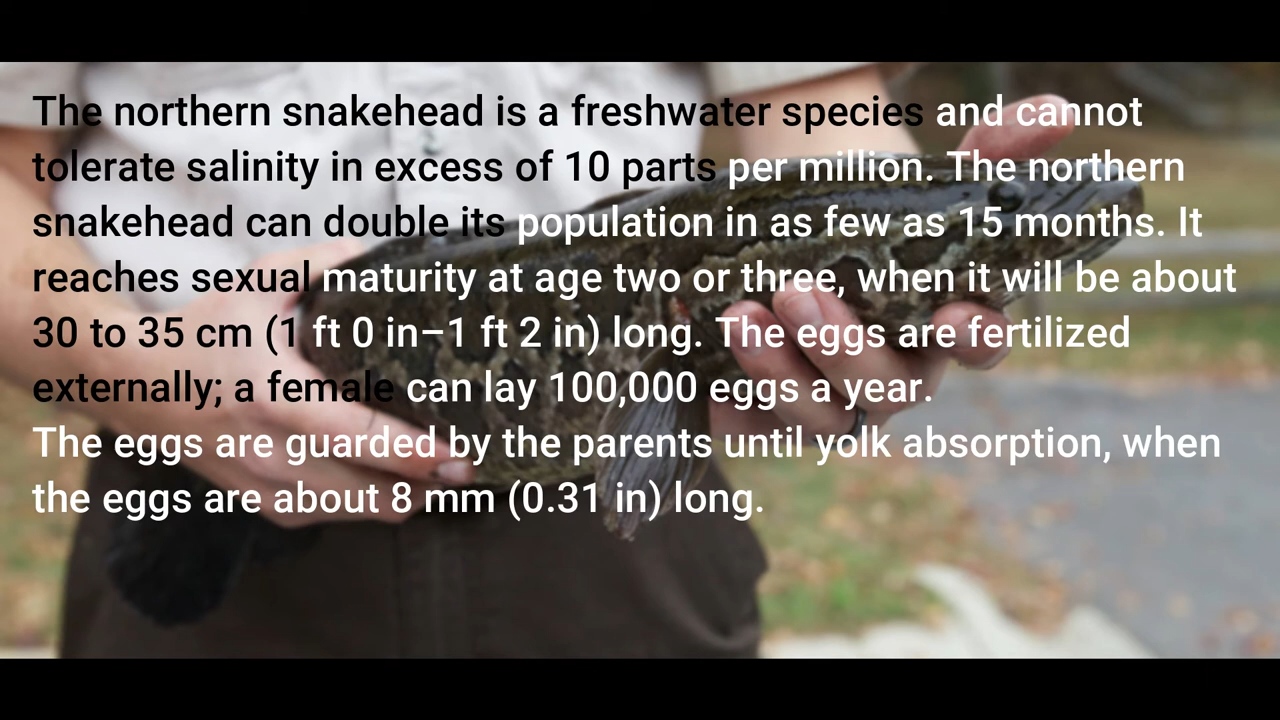 The northern snakehead is a freshwater species and cannot
tolerate salinity in excess of 10 parts per million. The northern
snakehead can double its population in as few as 15 months. It
reaches sexual maturity at age two or three, when it will be about
30 to 35 cm (1 ft 0 in–1 ft 2 in) long. The eggs are fertilized
externally; a female can lay 100,000 eggs a year.
The eggs are guarded by the parents until yolk absorption, when
the eggs are about 8 mm (0.31 in) long.